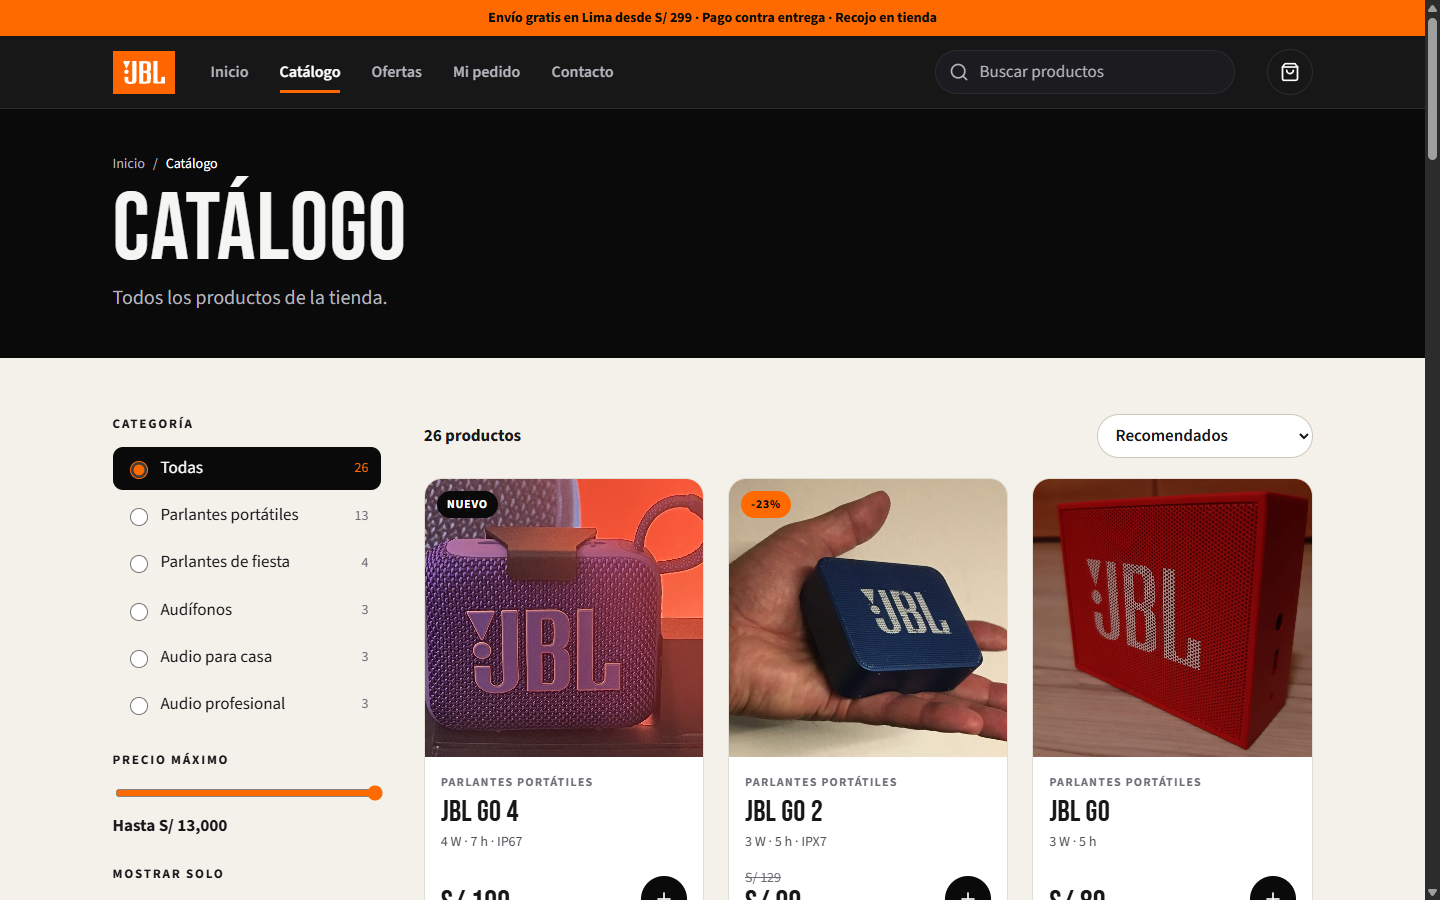 Envío gratis en Lima desde S/ 299 · Pago contra entrega · Recojo en tienda
JBL
Inicio
Catálogo
Ofertas
Mi pedido
Contacto
Buscar productos
Inicio / Catálogo
CATÁLOGO
Todos los productos de la tienda.
CATEGORÍA
Todas 26
Parlantes portátiles 13
Parlantes de fiesta 4
Audífonos 3
Audio para casa 3
Audio profesional 3
PRECIO MÁXIMO
Hasta S/ 13,000
MOSTRAR SOLO
26 productos
Recomendados
NUEVO
JBL
PARLANTES PORTÁTILES
JBL GO 4
4 W · 7 h · IP67
S/ 199
-23%
JBL
PARLANTES PORTÁTILES
JBL GO 2
3 W · 5 h · IPX7
S/ 129
S/ 99
JBL
PARLANTES PORTÁTILES
JBL GO
3 W · 5 h
S/ 89